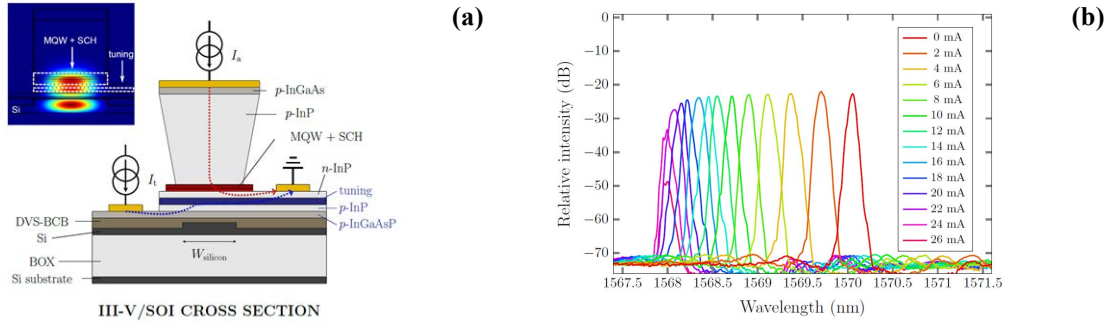 (a)
MQW + SCH
tuning
Si
I_a
p-InGaAs
p-InP
MQW + SCH
I_t
n-InP
tuning
p-InP
p-InGaAsP
DVS-BCB
Si
BOX
W_silicon
Si substrate
III-V/SOI CROSS SECTION
(b)
0
−10
−20
−30
−40
−50
−60
−70
Relative intensity (dB)
0 mA
2 mA
4 mA
6 mA
8 mA
10 mA
12 mA
14 mA
16 mA
18 mA
20 mA
22 mA
24 mA
26 mA
1567.5 1568 1568.5 1569 1569.5 1570 1570.5 1571 1571.5
Wavelength (nm)